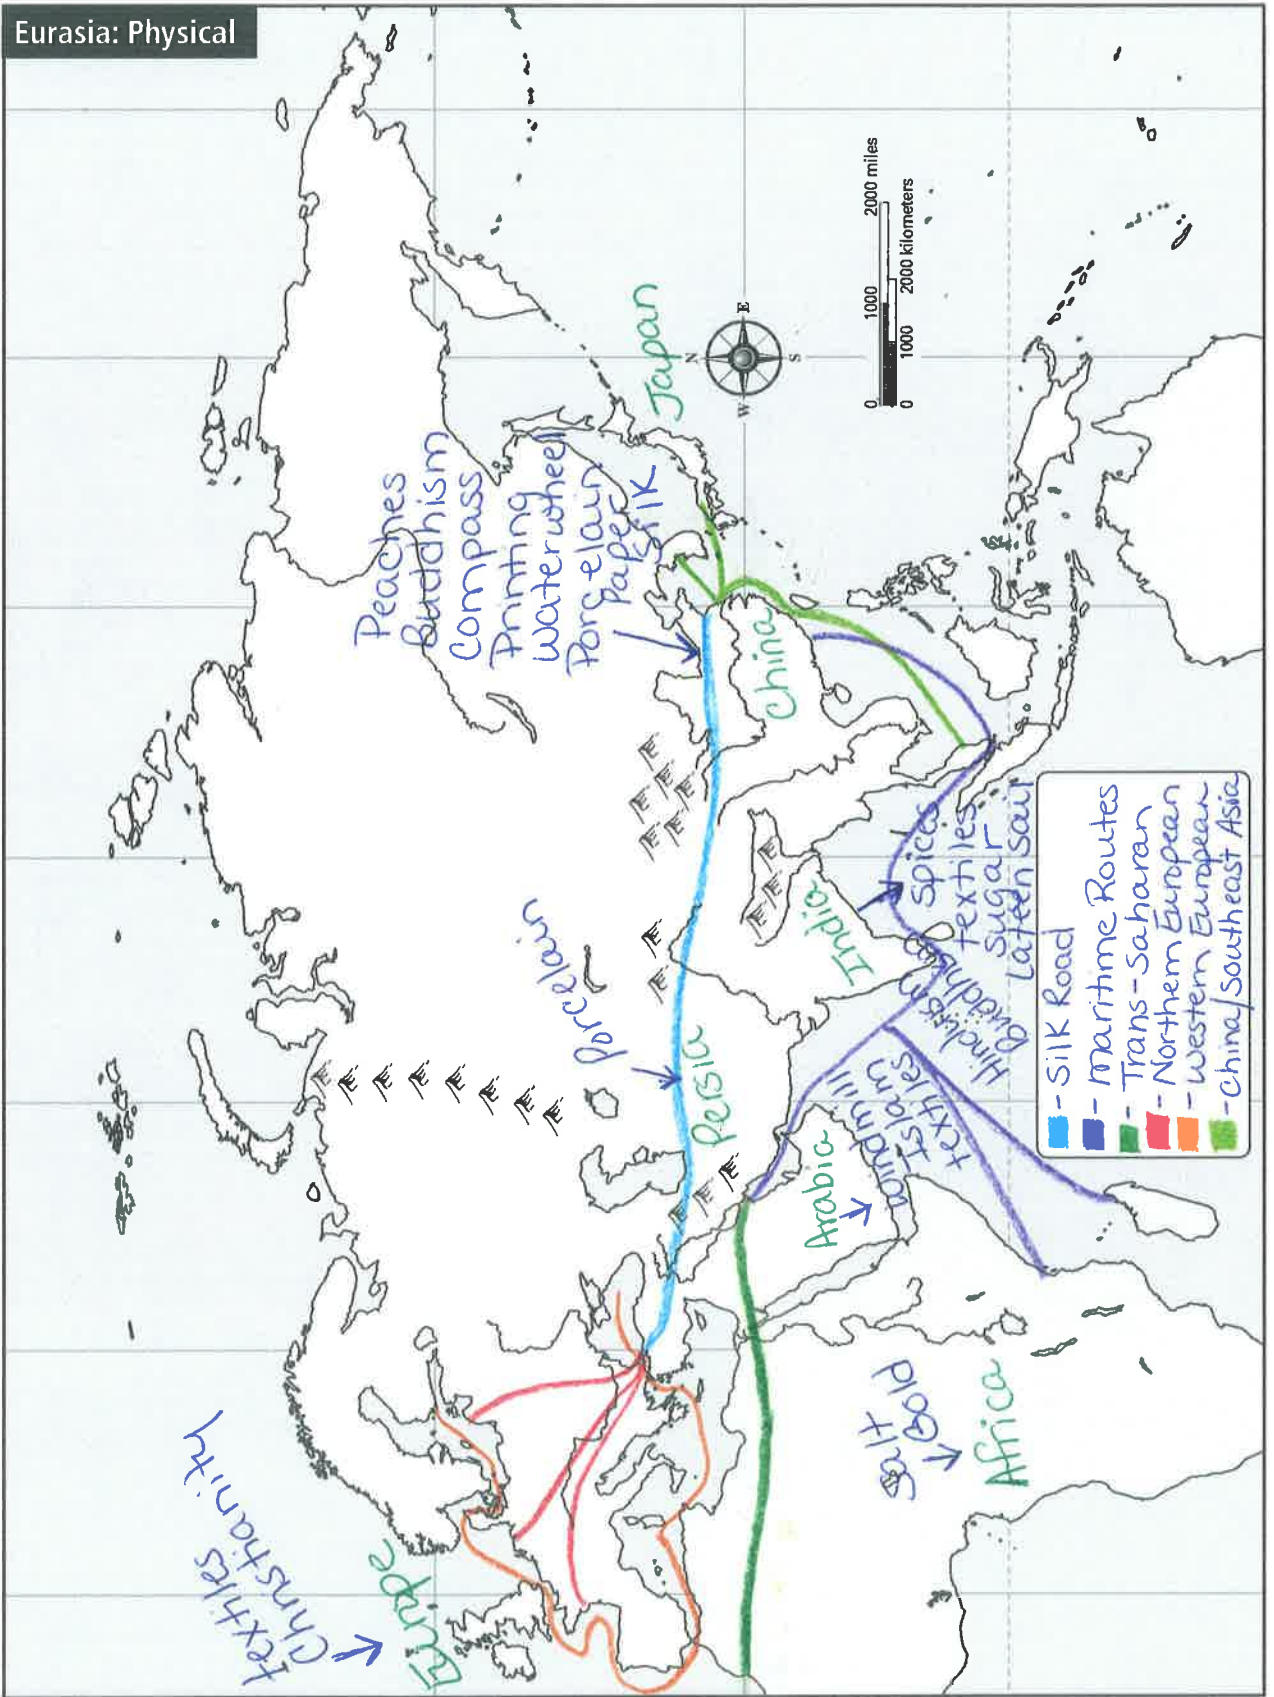 Eurasia: Physical
textiles
Christianity
Europe
Porcelain
Persia
Peaches
Buddhism
Compass
Printing
Waterwheel
Porcelain
Paper
Silk
Japan
China
India
Spices
textiles
sugar
Lateen sail
Hinduism
Buddhism
Arabia
Windmill
Islam
textiles
Salt
Gold
Africa
N
E
S
W
0 1000 2000 miles
0 1000 2000 kilometers
- Silk Road
- Maritime Routes
- Trans-Saharan
- Northern European
- Western European
- China/Southeast Asia